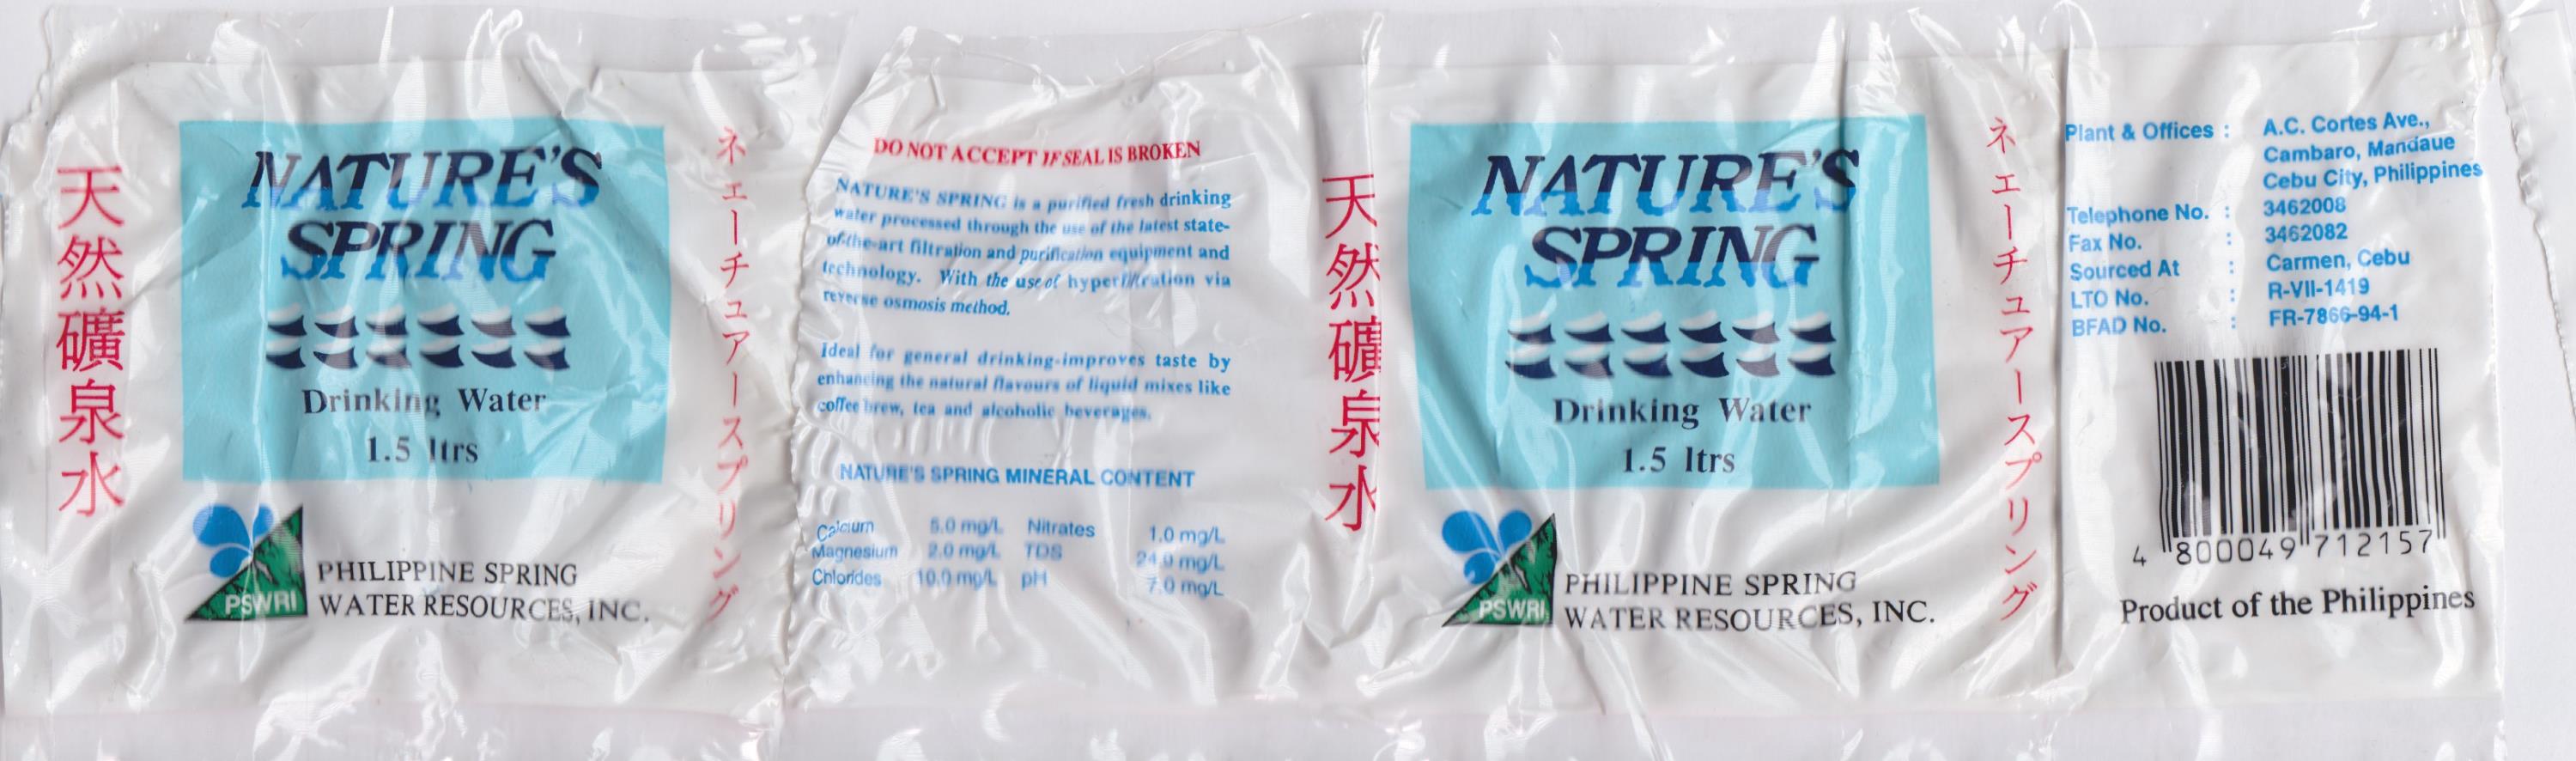 天然礦泉水
NATURE'S
SPRING
Drinking Water
1.5 ltrs
PSWRI
PHILIPPINE SPRING
WATER RESOURCES, INC.
ネェーチュアースプリング
DO NOT ACCEPT IF SEAL IS BROKEN
NATURE'S SPRING is a purified fresh drinking
water processed through the use of the latest state-
of-the-art filtration and purification equipment and
technology. With the use of hyperfiltration via
reverse osmosis method.
Ideal for general drinking-improves taste by
enhancing the natural flavours of liquid mixes like
coffee brew, tea and alcoholic beverages.
NATURE'S SPRING MINERAL CONTENT
Calcium 5.0 mg/L Nitrates 1.0 mg/L
Magnesium 2.0 mg/L TDS 24.0 mg/L
Chlorides 10.0 mg/L pH 7.0 mg/L
天然礦泉水
NATURE'S
SPRING
Drinking Water
1.5 ltrs
PSWRI
PHILIPPINE SPRING
WATER RESOURCES, INC.
ネェーチュアースプリング
Plant & Offices : A.C. Cortes Ave.,
Cambaro, Mandaue
Cebu City, Philippines
Telephone No. : 3462008
Fax No. : 3462082
Sourced At : Carmen, Cebu
LTO No. : R-VII-1419
BFAD No. : FR-7866-94-1
4 800049 712157
Product of the Philippines